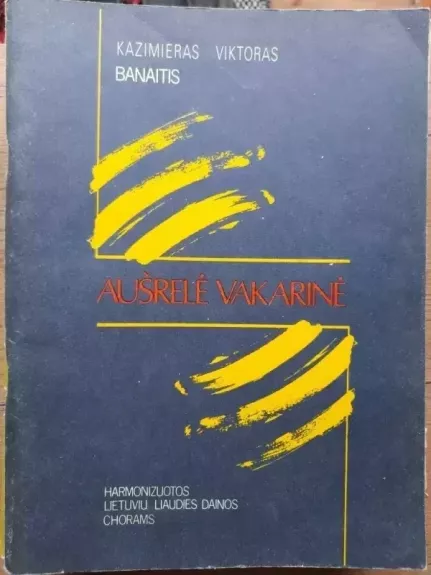 KAZIMIERAS VIKTORAS
BANAITIS
AUŠRELĖ VAKARINĖ
HARMONIZUOTOS
LIETUVIŲ LIAUDIES DAINOS
CHORAMS